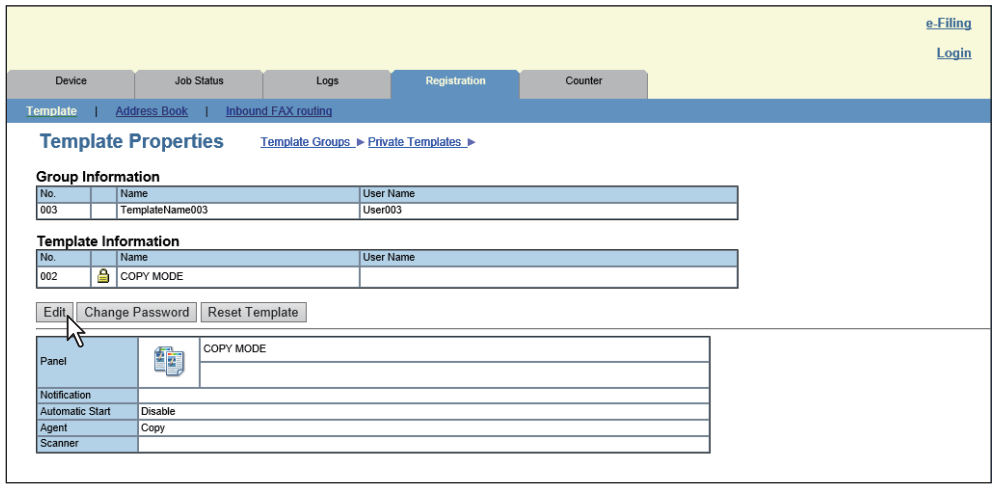 e-Filing
Login
Device Job Status Logs Registration Counter
Template | Address Book | Inbound FAX routing
Template Properties Template Groups ▶ Private Templates ▶
Group Information
No. Name User Name
003 TemplateName003 User003
Template Information
No. Name User Name
002 COPY MODE
Edit Change Password Reset Template
COPY MODE
Panel
Notification
Automatic Start Disable
Agent Copy
Scanner